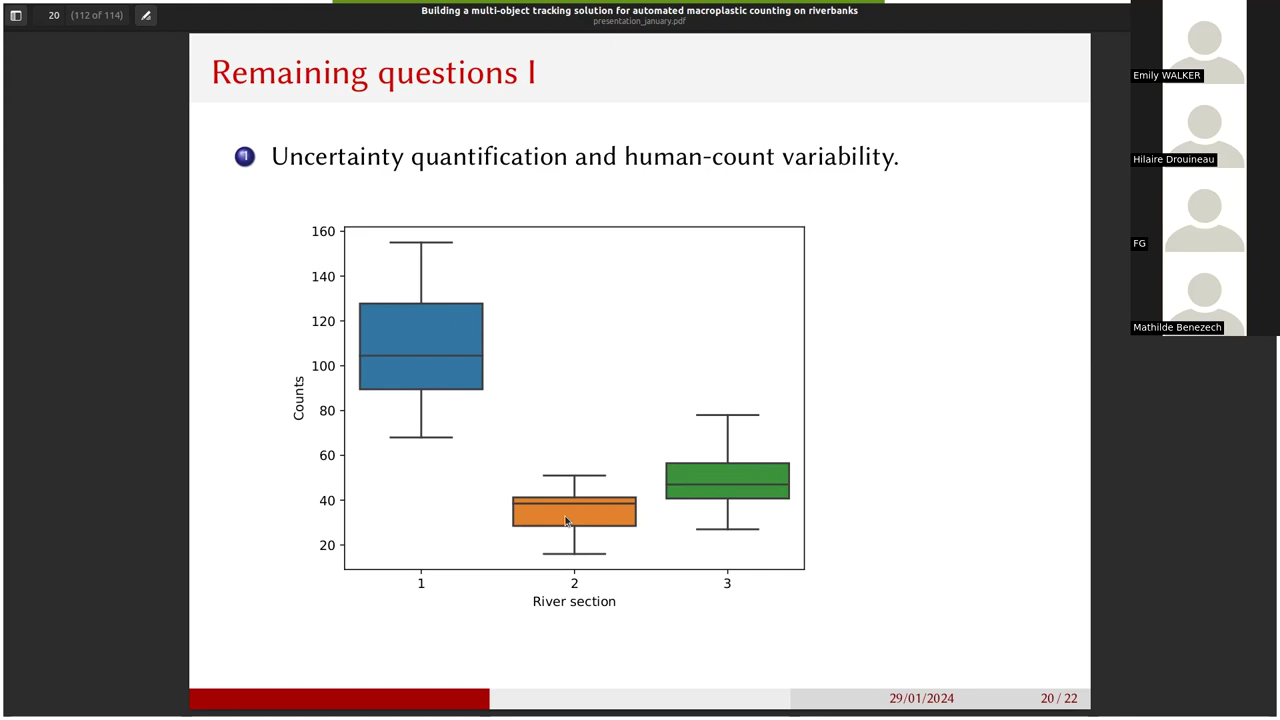 Building a multi-object tracking solution for automated macroplastic counting on riverbanks
presentation_january.pdf
20 (112 of 114)
Remaining questions I
1 Uncertainty quantification and human-count variability.
160
140
120
100
80
60
40
20
Counts
1 2 3
River section
29/01/2024 20 / 22
Emily WALKER
Hilaire Drouineau
FG
Mathilde Benezech